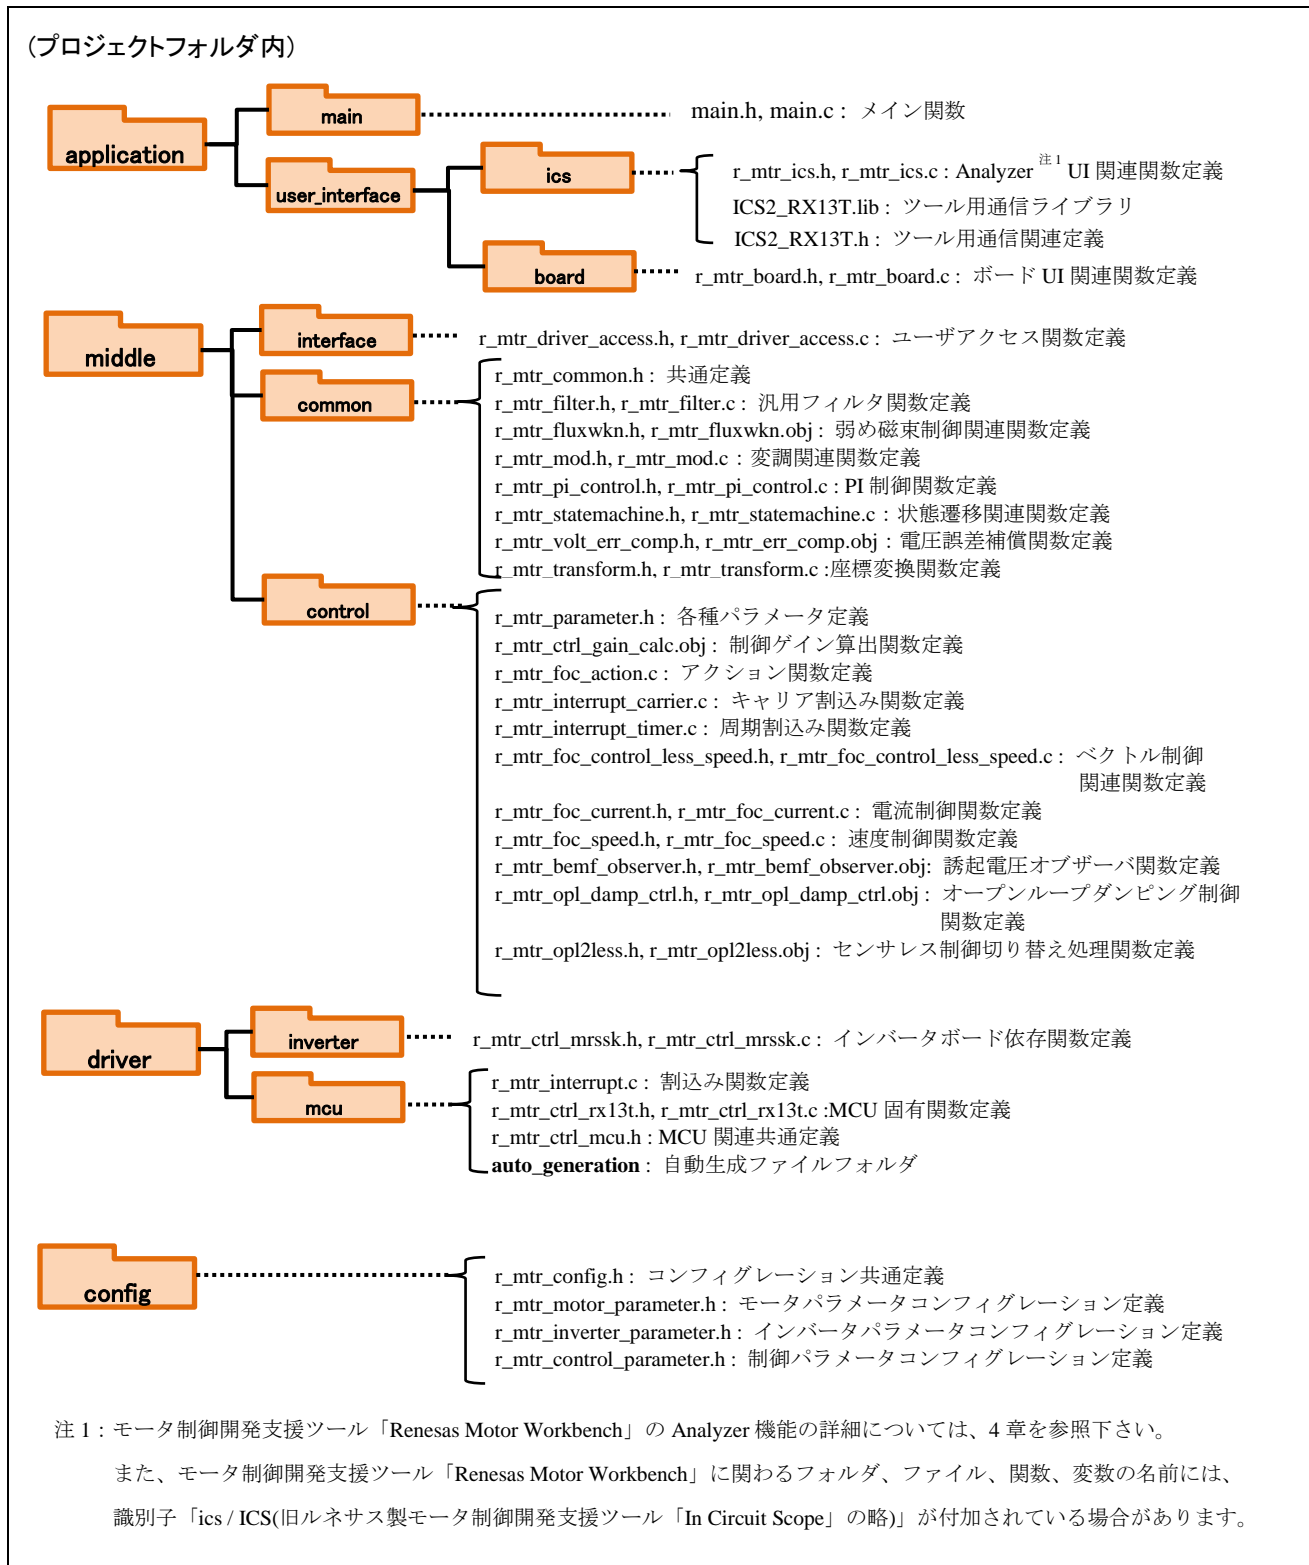 (プロジェクトフォルダ内)
main
main.h, main.c : メイン関数
application
user_interface
ics
r_mtr_ics.h, r_mtr_ics.c : Analyzer 注1 UI 関連関数定義
ICS2_RX13T.lib : ツール用通信ライブラリ
ICS2_RX13T.h : ツール用通信関連定義
board
r_mtr_board.h, r_mtr_board.c : ボード UI 関連関数定義
middle
interface
r_mtr_driver_access.h, r_mtr_driver_access.c : ユーザアクセス関数定義
common
r_mtr_common.h : 共通定義
r_mtr_filter.h, r_mtr_filter.c : 汎用フィルタ関数定義
r_mtr_fluxwkn.h, r_mtr_fluxwkn.obj : 弱め磁束制御関連関数定義
r_mtr_mod.h, r_mtr_mod.c : 変調関連関数定義
r_mtr_pi_control.h, r_mtr_pi_control.c : PI 制御関数定義
r_mtr_statemachine.h, r_mtr_statemachine.c : 状態遷移関連関数定義
r_mtr_volt_err_comp.h, r_mtr_err_comp.obj : 電圧誤差補償関数定義
r_mtr_transform.h, r_mtr_transform.c :座標変換関数定義
control
r_mtr_parameter.h : 各種パラメータ定義
r_mtr_ctrl_gain_calc.obj : 制御ゲイン算出関数定義
r_mtr_foc_action.c : アクション関数定義
r_mtr_interrupt_carrier.c : キャリア割込み関数定義
r_mtr_interrupt_timer.c : 周期割込み関数定義
r_mtr_foc_control_less_speed.h, r_mtr_foc_control_less_speed.c : ベクトル制御
関連関数定義
r_mtr_foc_current.h, r_mtr_foc_current.c : 電流制御関数定義
r_mtr_foc_speed.h, r_mtr_foc_speed.c : 速度制御関数定義
r_mtr_bemf_observer.h, r_mtr_bemf_observer.obj: 誘起電圧オブザーバ関数定義
r_mtr_opl_damp_ctrl.h, r_mtr_opl_damp_ctrl.obj : オープンループダンピング制御
関数定義
r_mtr_opl2less.h, r_mtr_opl2less.obj : センサレス制御切り替え処理関数定義
driver
inverter
r_mtr_ctrl_mrssk.h, r_mtr_ctrl_mrssk.c : インバータボード依存関数定義
mcu
r_mtr_interrupt.c : 割込み関数定義
r_mtr_ctrl_rx13t.h, r_mtr_ctrl_rx13t.c :MCU 固有関数定義
r_mtr_ctrl_mcu.h : MCU 関連共通定義
auto_generation : 自動生成ファイルフォルダ
config
r_mtr_config.h : コンフィグレーション共通定義
r_mtr_motor_parameter.h : モータパラメータコンフィグレーション定義
r_mtr_inverter_parameter.h : インバータパラメータコンフィグレーション定義
r_mtr_control_parameter.h : 制御パラメータコンフィグレーション定義
注 1 : モータ制御開発支援ツール「Renesas Motor Workbench」の Analyzer 機能の詳細については、4 章を参照下さい。
また、モータ制御開発支援ツール「Renesas Motor Workbench」に関わるフォルダ、ファイル、関数、変数の名前には、
識別子「ics / ICS(旧ルネサス製モータ制御開発支援ツール「In Circuit Scope」の略)」が付加されている場合があります。